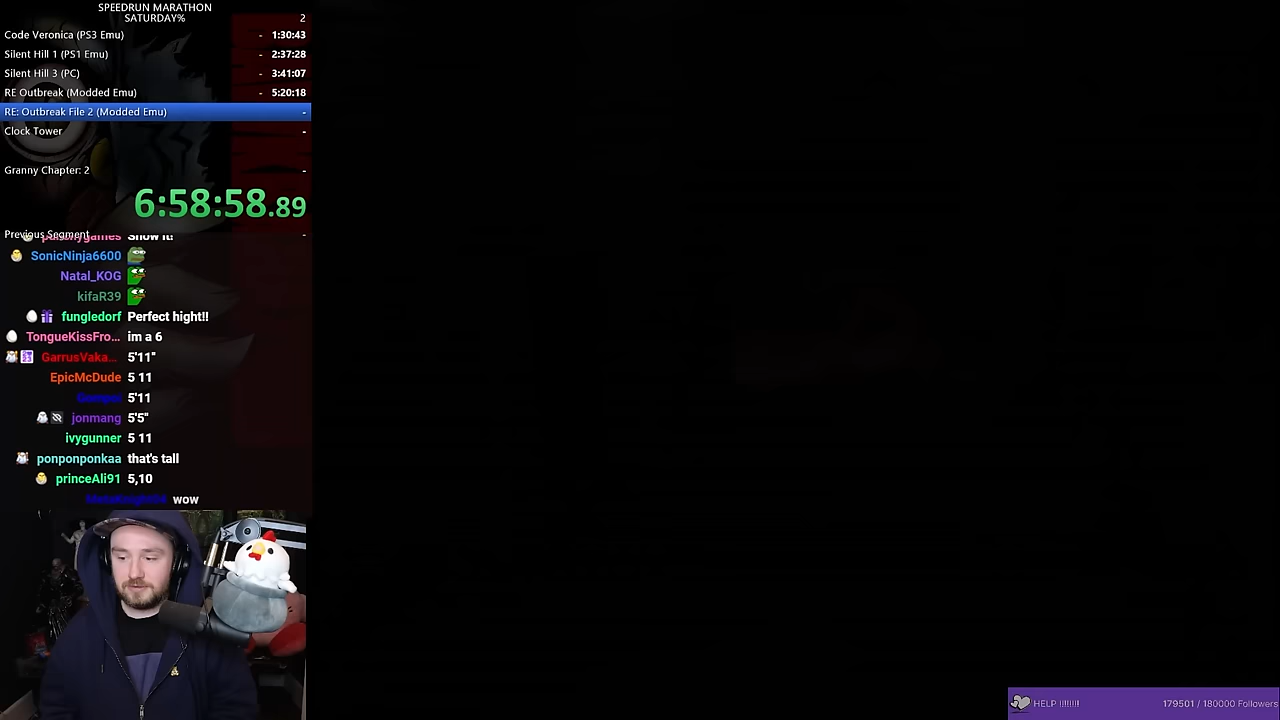 SPEEDRUN MARATHON
SATURDAY%
2
Code Veronica (PS3 Emu) - 1:30:43
Silent Hill 1 (PS1 Emu) - 2:37:28
Silent Hill 3 (PC) - 3:41:07
RE Outbreak (Modded Emu) - 5:20:18
RE: Outbreak File 2 (Modded Emu) -
Clock Tower -
Granny Chapter: 2 -
6:58:58.89
Previous Segment -
Show it!
SonicNinja6600
Natal_KOG
kifaR39
fungledorf Perfect hight!!
TongueKissFro... im a 6
GarrusVaka... 5'11"
EpicMcDude 5 11
5'11
jonmang 5'5"
ivygunner 5 11
ponponponkaa that's tall
princeAli91 5,10
wow
HELP !!!!!!!
179501 / 180000 Followers